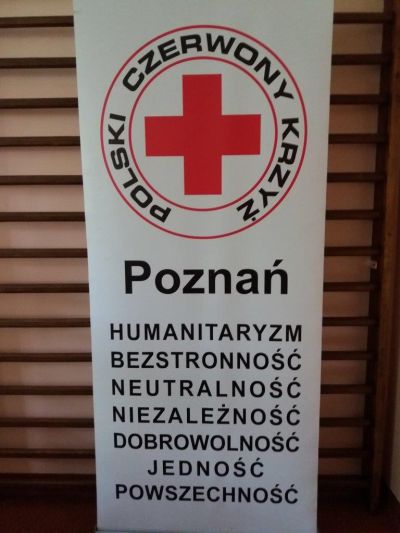 POLSKI CZERWONY KRZYŻ
Poznań
HUMANITARYZM
BEZSTRONNOŚĆ
NEUTRALNOŚĆ
NIEZALEŻNOŚĆ
DOBROWOLNOŚĆ
JEDNOŚĆ
POWSZECHNOŚĆ